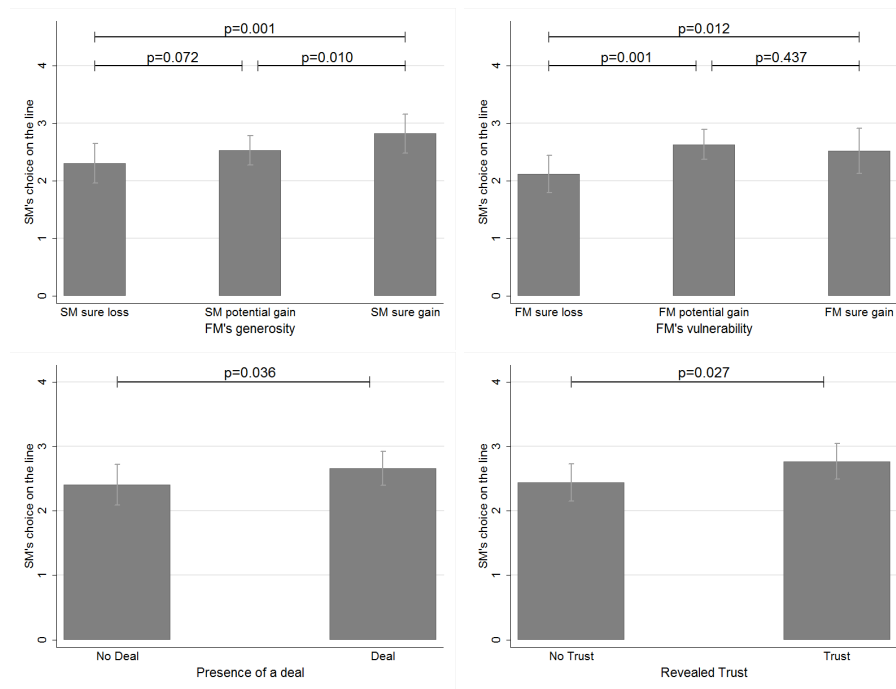 p=0.001
p=0.072 p=0.010
SM's choice on the line
0 1 2 3 4
SM sure loss SM potential gain SM sure gain
FM's generosity
p=0.012
p=0.001 p=0.437
SM's choice on the line
0 1 2 3 4
FM sure loss FM potential gain FM sure gain
FM's vulnerability
p=0.036
SM's choice on the line
0 1 2 3 4
No Deal Deal
Presence of a deal
p=0.027
SM's choice on the line
0 1 2 3 4
No Trust Trust
Revealed Trust